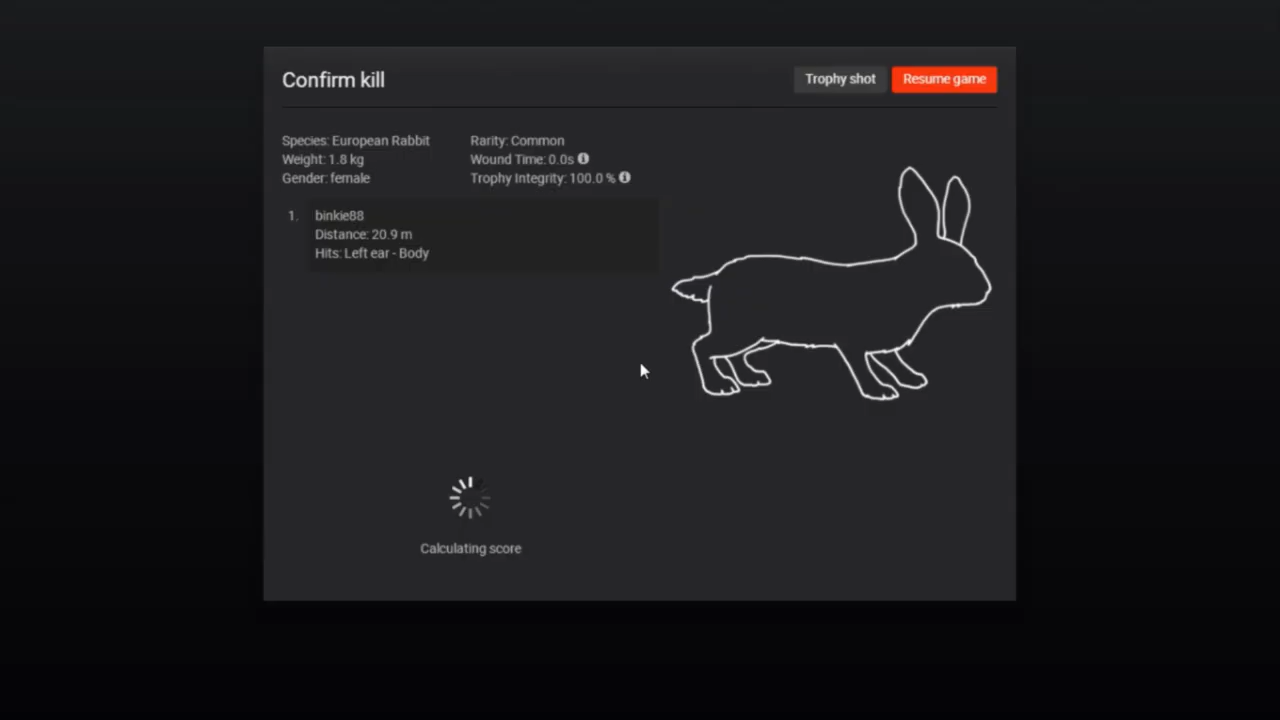 Confirm kill
Trophy shot
Resume game
Species: European Rabbit
Weight: 1.8 kg
Gender: female
Rarity: Common
Wound Time: 0.0s
Trophy Integrity: 100.0 %
1.
binkie88
Distance: 20.9 m
Hits: Left ear - Body
Calculating score